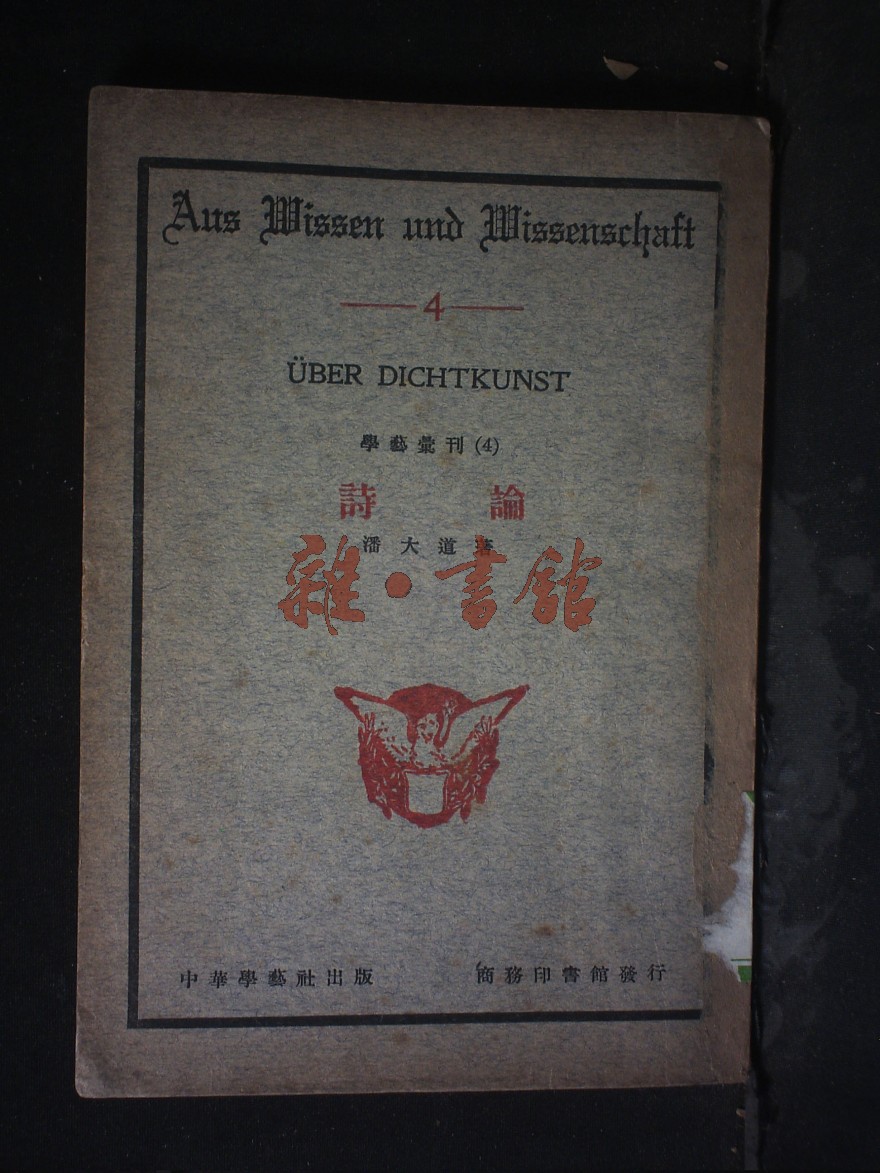 Aus Wissen und Wissenschaft
4
ÜBER DICHTKUNST
學藝彙刊(4)
詩論
潘大道著
雜·書館
中華學藝社出版 商務印書館發行